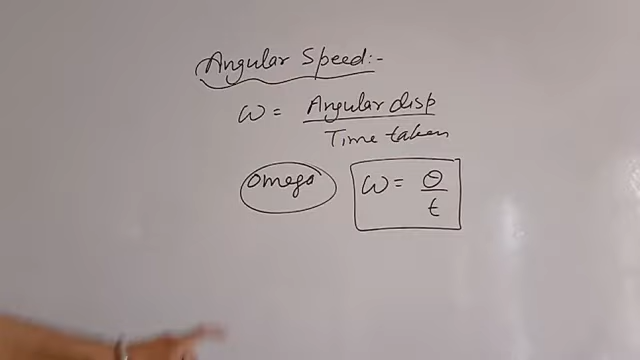 Angular Speed:-
ω = Angular disp / Time taken
Omega
ω = θ / t